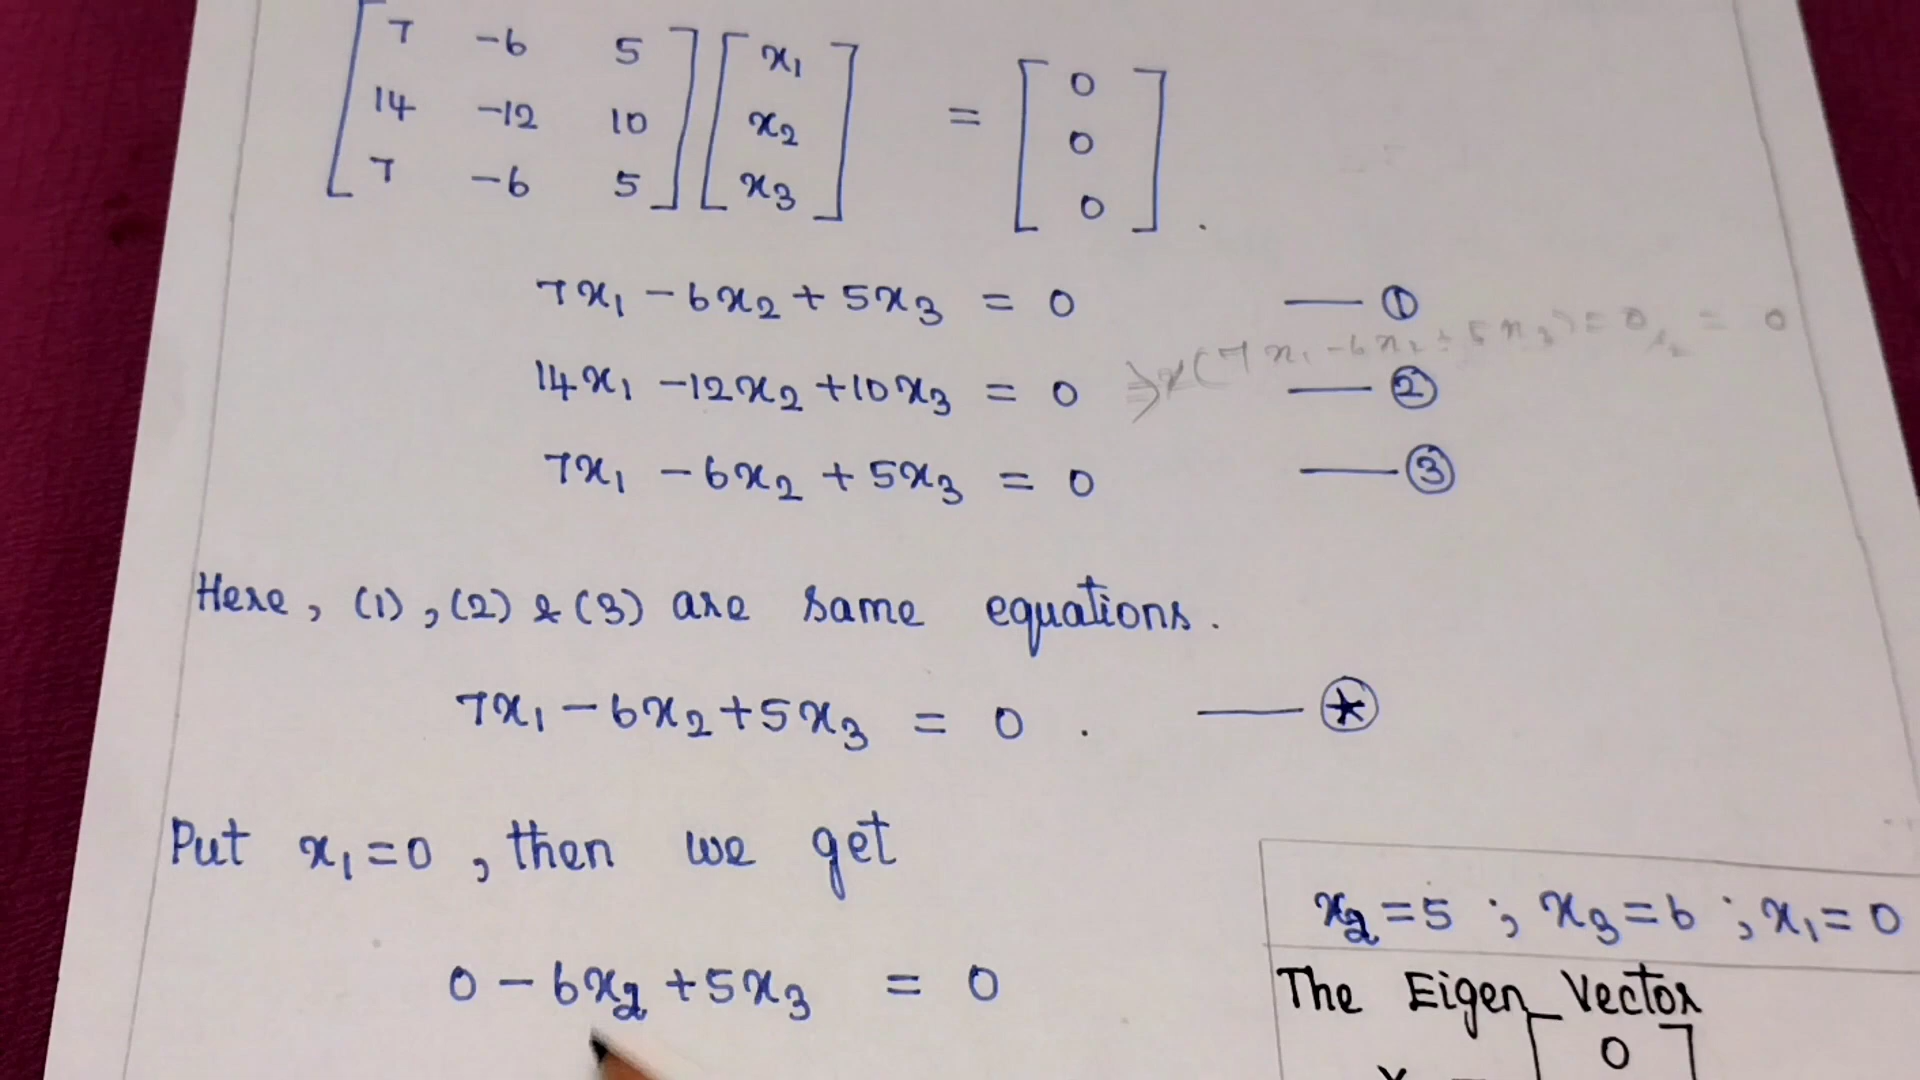 [7 -6 5] [x₁] = [0]
[14 -12 10] [x₂] [0]
[7 -6 5] [x₃] [0].
7x₁ - 6x₂ + 5x₃ = 0 — ①
14x₁ - 12x₂ + 10x₃ = 0 — ②
7x₁ - 6x₂ + 5x₃ = 0 — ③
Here, (1), (2) & (3) are same equations.
7x₁ - 6x₂ + 5x₃ = 0. — ⊛
Put x₁=0, then we get
0 - 6x₂ + 5x₃ = 0
x₂ = 5 ; x₃ = 6 ; x₁ = 0
The Eigen Vector
0